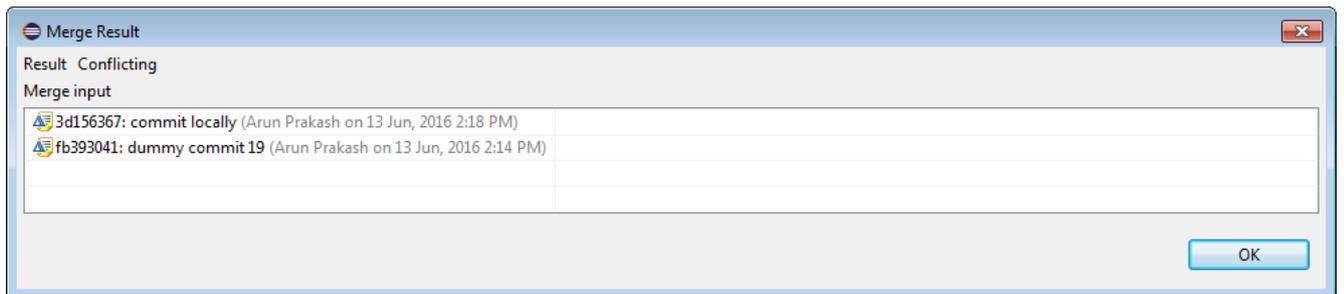 Merge Result
Result Conflicting
Merge input
3d156367: commit locally (Arun Prakash on 13 Jun, 2016 2:18 PM)
fb393041: dummy commit 19 (Arun Prakash on 13 Jun, 2016 2:14 PM)
OK